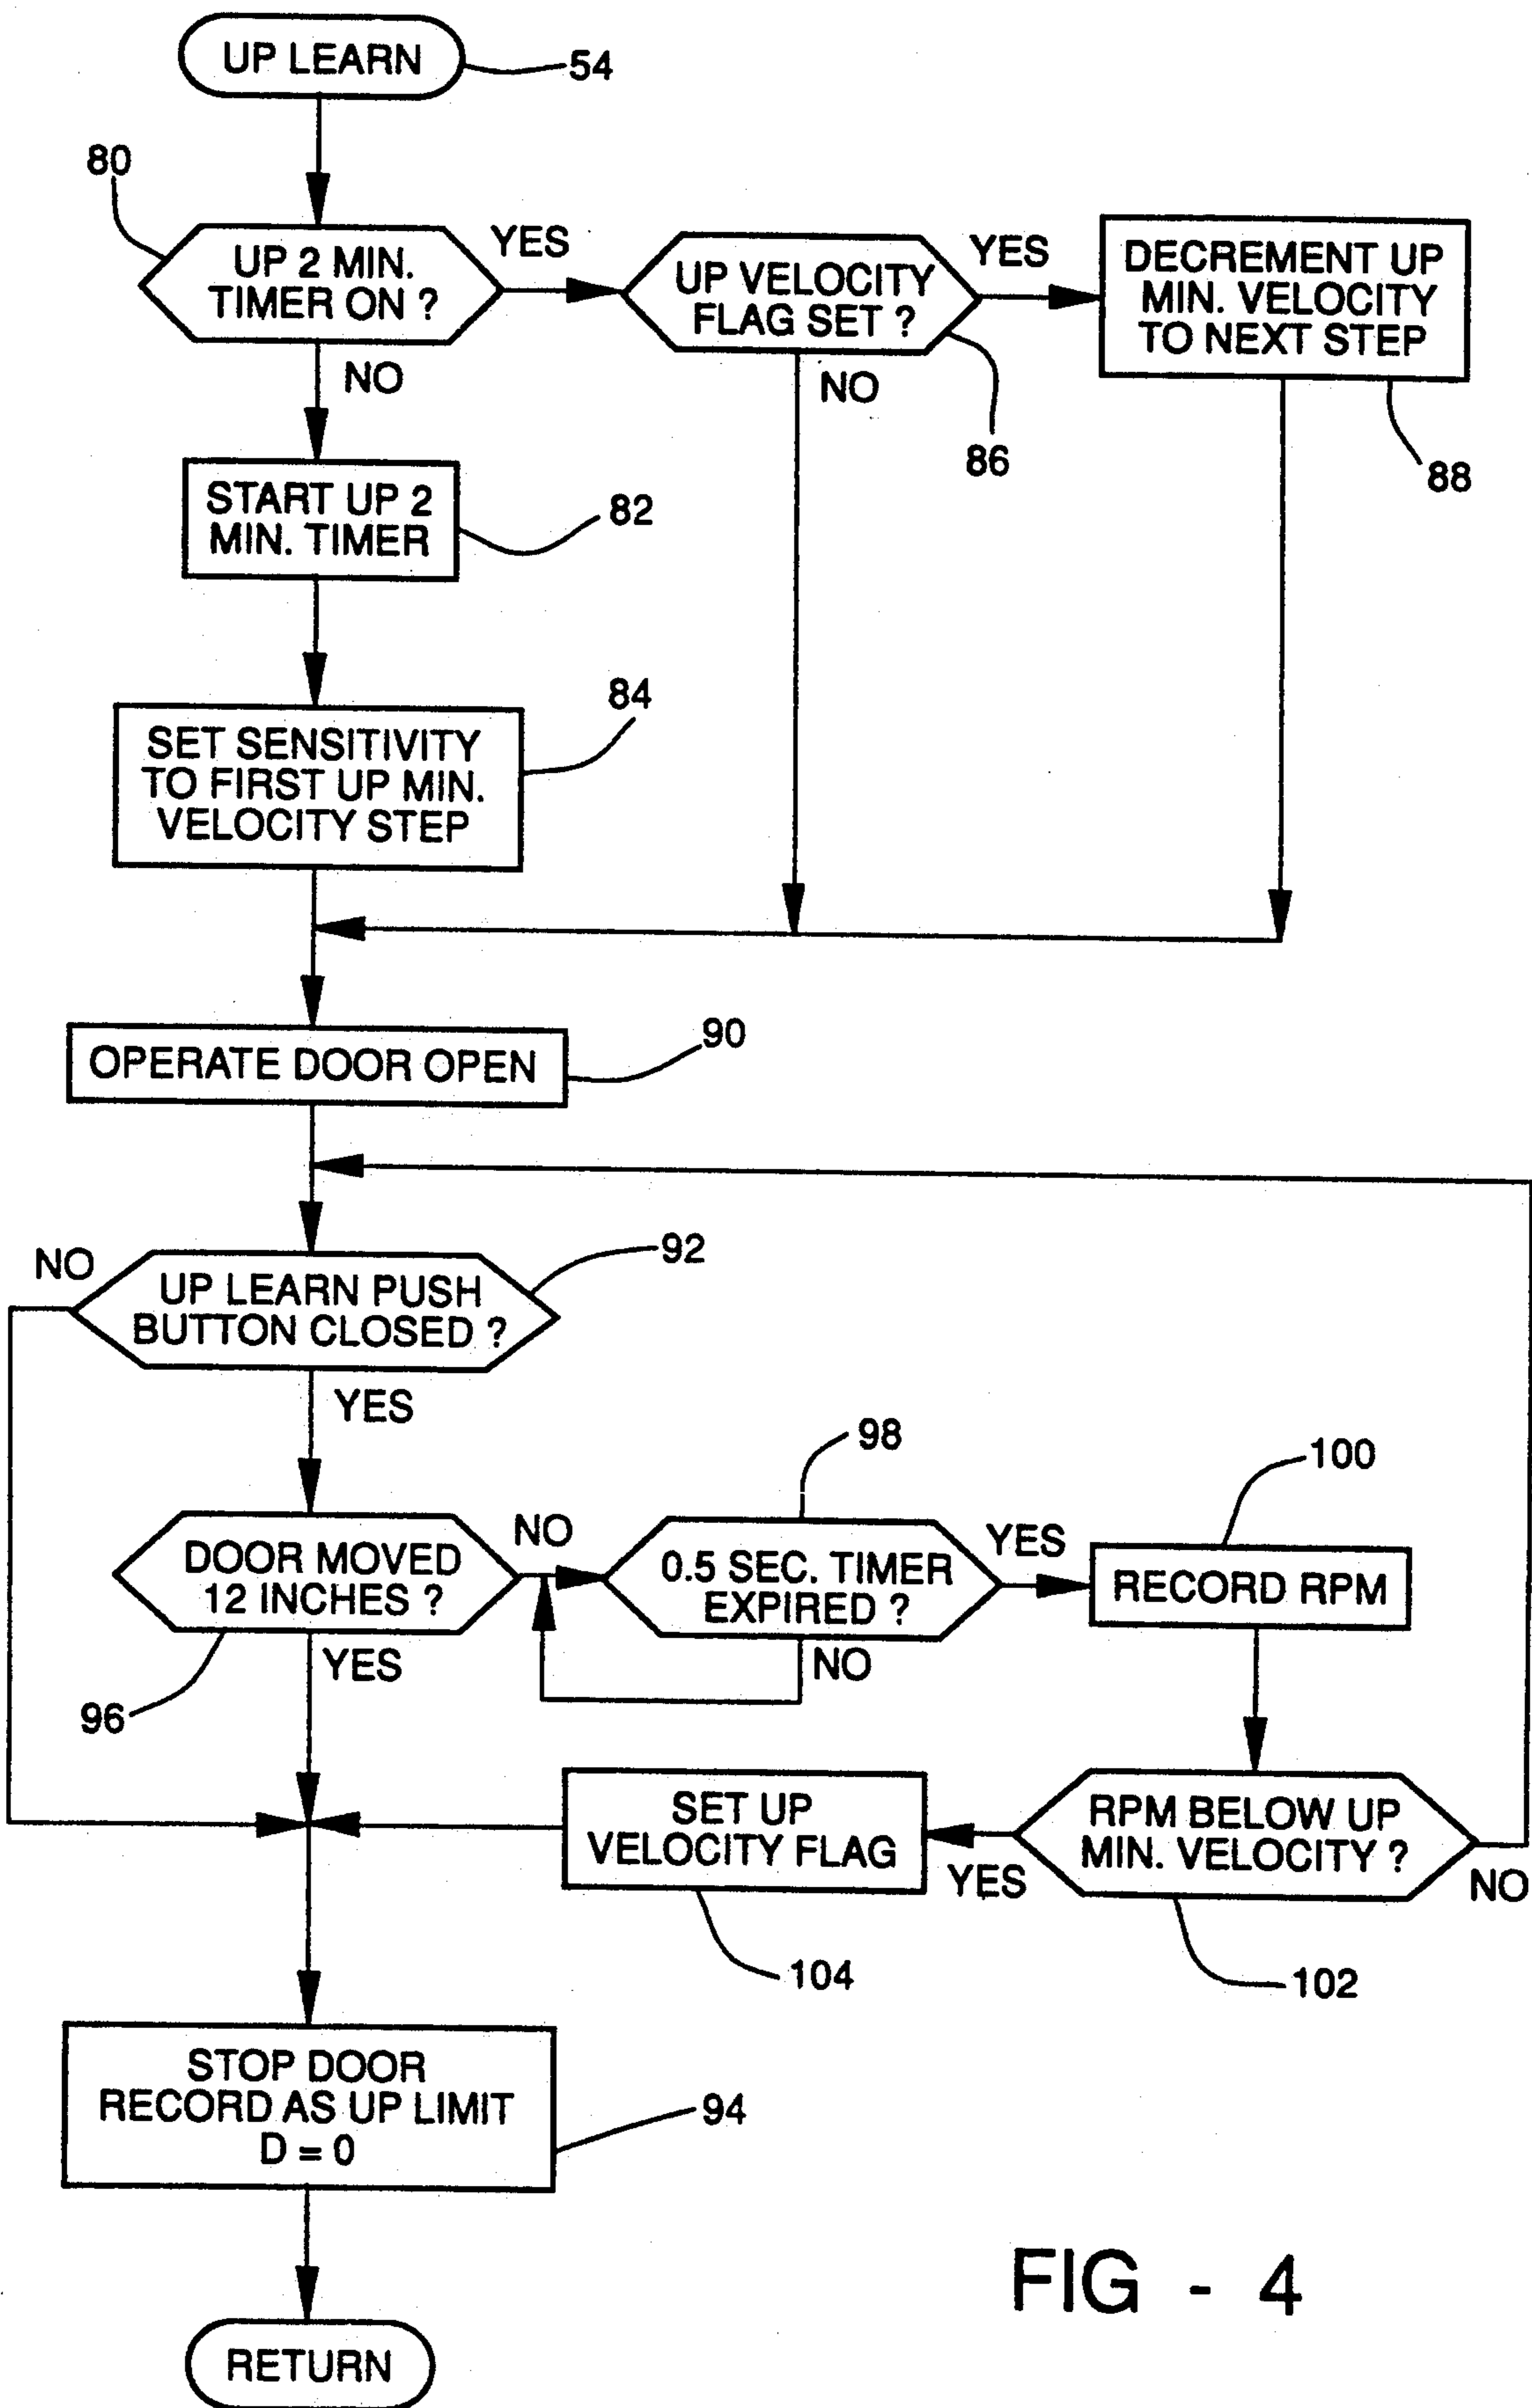 UP LEARN
54
80
UP 2 MIN.
TIMER ON ?
YES
UP VELOCITY
FLAG SET ?
YES
DECREMENT UP
MIN. VELOCITY
TO NEXT STEP
NO
NO
86
88
START UP 2
MIN. TIMER
82
84
SET SENSITIVITY
TO FIRST UP MIN.
VELOCITY STEP
OPERATE DOOR OPEN
90
NO
92
UP LEARN PUSH
BUTTON CLOSED ?
YES
98
100
DOOR MOVED
12 INCHES ?
NO
0.5 SEC. TIMER
EXPIRED ?
YES
RECORD RPM
YES
NO
96
SET UP
VELOCITY FLAG
YES
RPM BELOW UP
MIN. VELOCITY ?
NO
104
102
STOP DOOR
RECORD AS UP LIMIT
D = 0
94
RETURN
FIG - 4